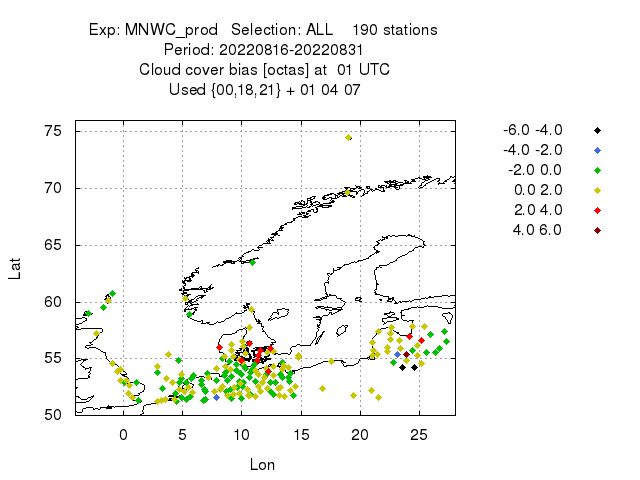 Exp: MNWC_prod   Selection: ALL    190 stations
Period: 20220816-20220831
Cloud cover bias [octas] at  01 UTC
Used {00,18,21} + 01 04 07
75
70
65
60
55
50
Lat
0 5 10 15 20 25
Lon
-6.0 -4.0
-4.0 -2.0
-2.0 0.0
0.0 2.0
2.0 4.0
4.0 6.0